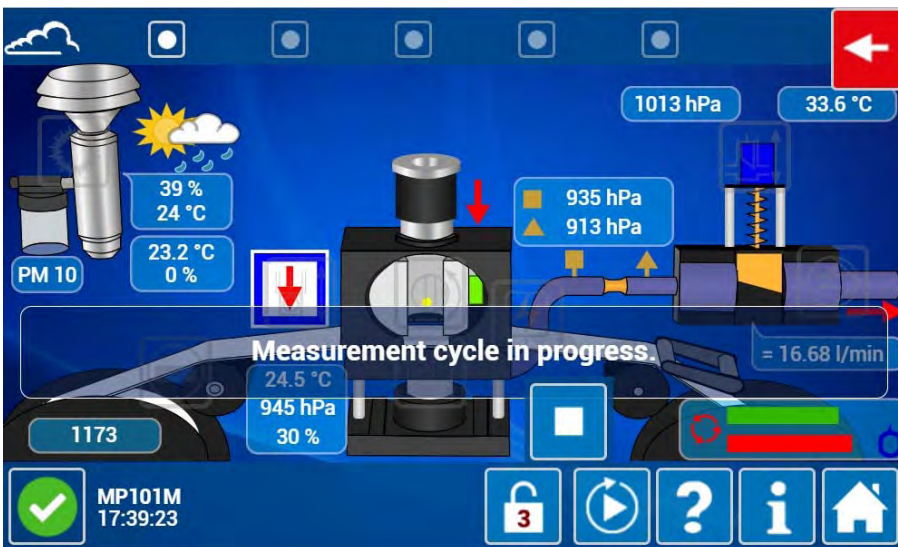 1013 hPa
33.6 °C
39 %
24 °C
935 hPa
913 hPa
23.2 °C
0 %
PM 10
Measurement cycle in progress.
= 16.68 l/min
24.5 °C
945 hPa
30 %
1173
MP101M
17:39:23
3
?
i